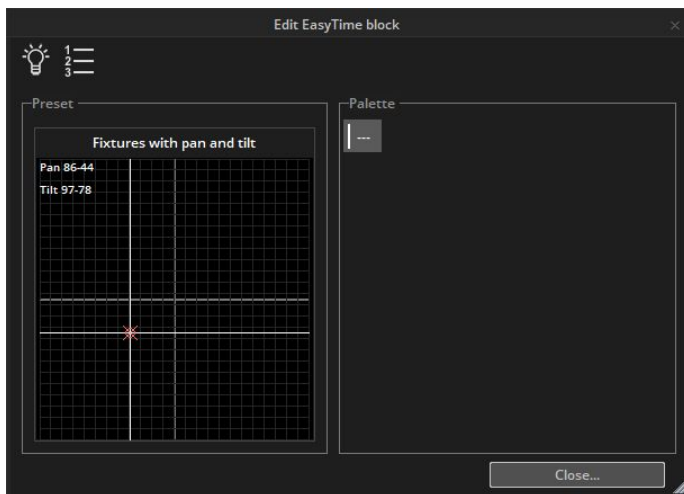 Edit EasyTime block
1
2
3
Preset
Palette
Fixtures with pan and tilt
---
Pan 86-44
Tilt 97-78
Close...